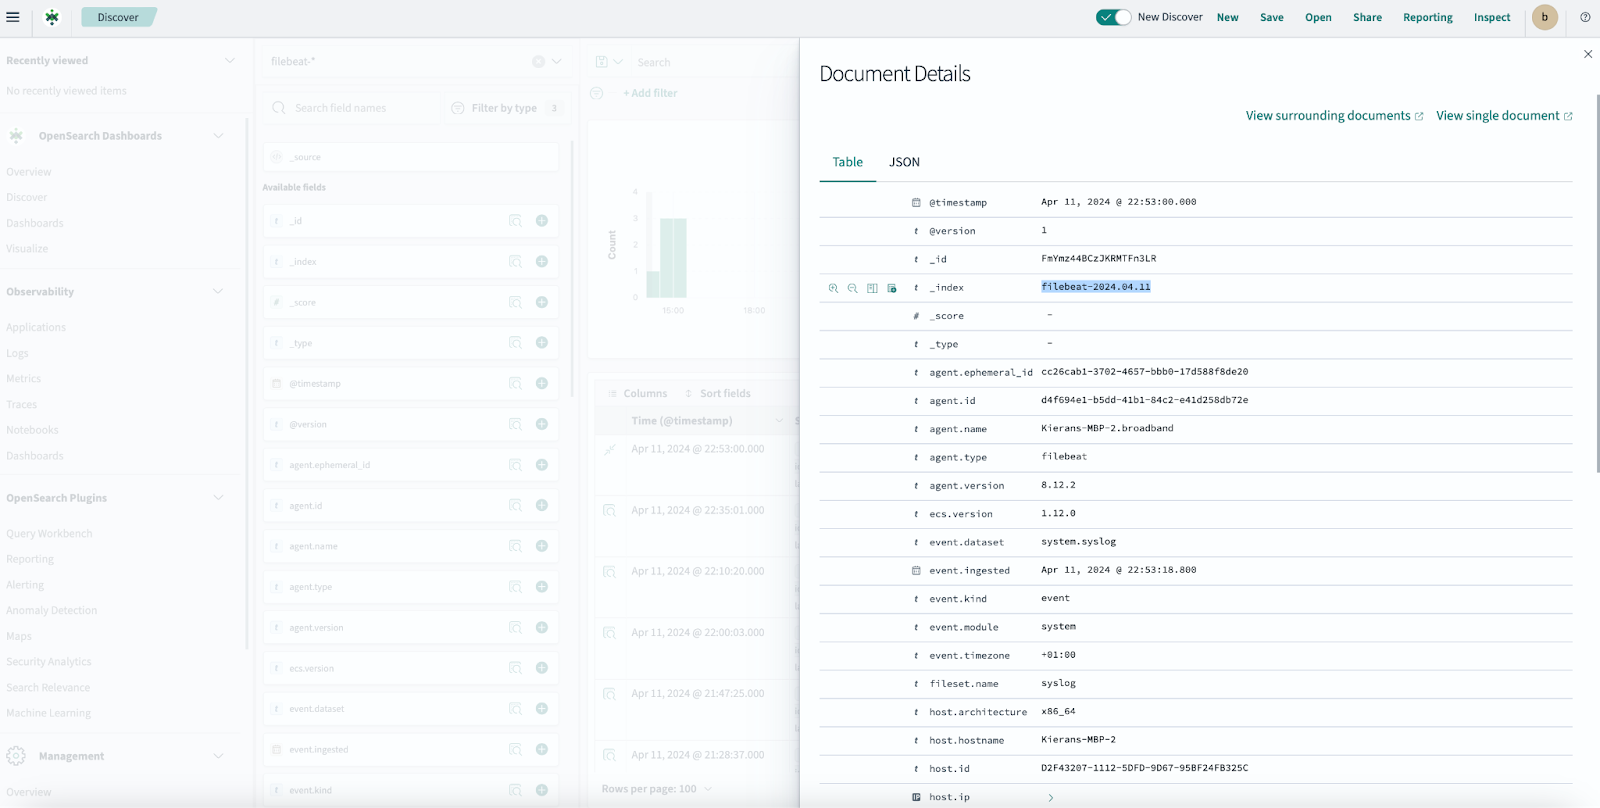 Discover
New Discover New Save Open Share Reporting Inspect b
Recently viewed
No recently viewed items
OpenSearch Dashboards
Overview
Discover
Dashboards
Visualize
Observability
Applications
Logs
Metrics
Traces
Notebooks
Dashboards
OpenSearch Plugins
Query Workbench
Reporting
Alerting
Anomaly Detection
Maps
Security Analytics
Search Relevance
Machine Learning
Management
Overview
filebeat-*
Search field names
Filter by type 3
_source
Available fields
t _id
t _index
# _score
t _type
@timestamp
t @version
t agent.ephemeral_id
t agent.id
t agent.name
t agent.type
t agent.version
t ecs.version
t event.dataset
event.ingested
t event.kind
Search
+ Add filter
Count
4
3
2
1
0
15:00 18:00
Columns Sort fields
Time (@timestamp)
Apr 11, 2024 @ 22:53:00.000
Apr 11, 2024 @ 22:35:01.000
Apr 11, 2024 @ 22:10:20.000
Apr 11, 2024 @ 22:00:03.000
Apr 11, 2024 @ 21:47:25.000
Apr 11, 2024 @ 21:28:37.000
Rows per page: 100
Document Details
View surrounding documents View single document
Table JSON
@timestamp Apr 11, 2024 @ 22:53:00.000
t @version 1
t _id FmYmz44BCzJKRMTFn3LR
t _index filebeat-2024.04.11
# _score -
t _type -
t agent.ephemeral_id cc26cab1-3702-4657-bbb0-17d588f8de20
t agent.id d4f694e1-b5dd-41b1-84c2-e41d258db72e
t agent.name Kierans-MBP-2.broadband
t agent.type filebeat
t agent.version 8.12.2
t ecs.version 1.12.0
t event.dataset system.syslog
event.ingested Apr 11, 2024 @ 22:53:18.800
t event.kind event
t event.module system
t event.timezone +01:00
t fileset.name syslog
t host.architecture x86_64
t host.hostname Kierans-MBP-2
t host.id D2F43207-1112-5DFD-9D67-95BF24FB325C
host.ip